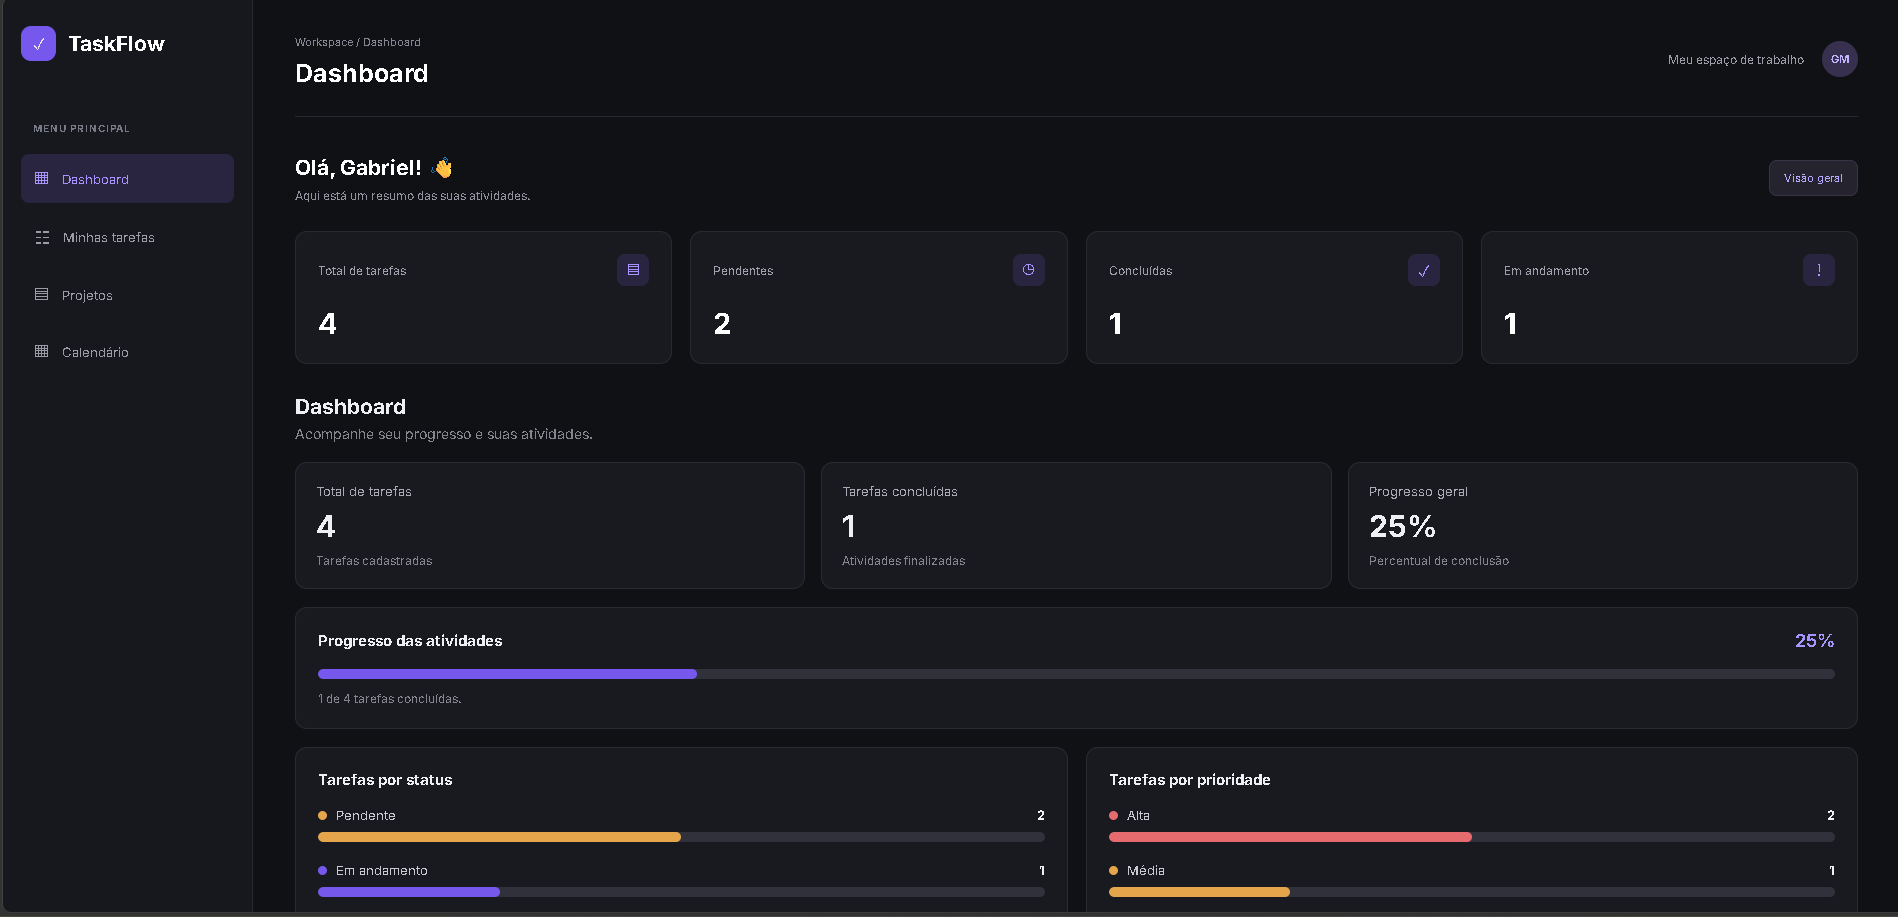 TaskFlow
MENU PRINCIPAL
Dashboard
Minhas tarefas
Projetos
Calendário
Workspace / Dashboard
Dashboard
Meu espaço de trabalho
GM
Olá, Gabriel! 👋
Aqui está um resumo das suas atividades.
Visão geral
Total de tarefas
4
Pendentes
2
Concluídas
1
Em andamento
1
Dashboard
Acompanhe seu progresso e suas atividades.
Total de tarefas
4
Tarefas cadastradas
Tarefas concluídas
1
Atividades finalizadas
Progresso geral
25%
Percentual de conclusão
Progresso das atividades
25%
1 de 4 tarefas concluídas.
Tarefas por status
Pendente 2
Em andamento 1
Tarefas por prioridade
Alta 2
Média 1